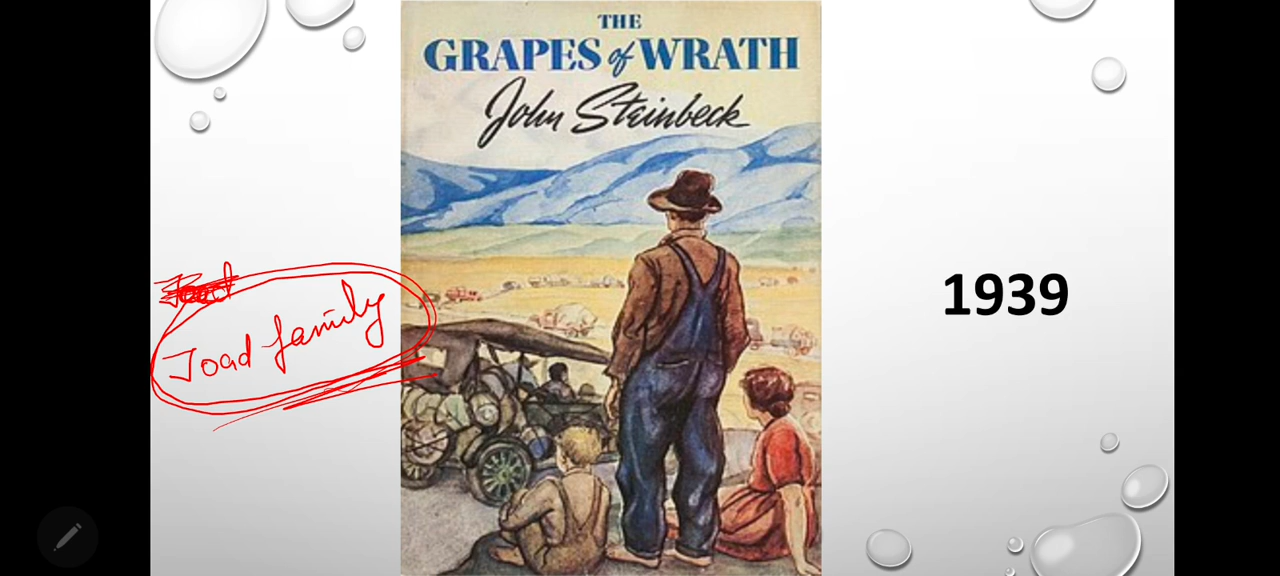 THE
GRAPES of WRATH
John Steinbeck
Joad family
1939